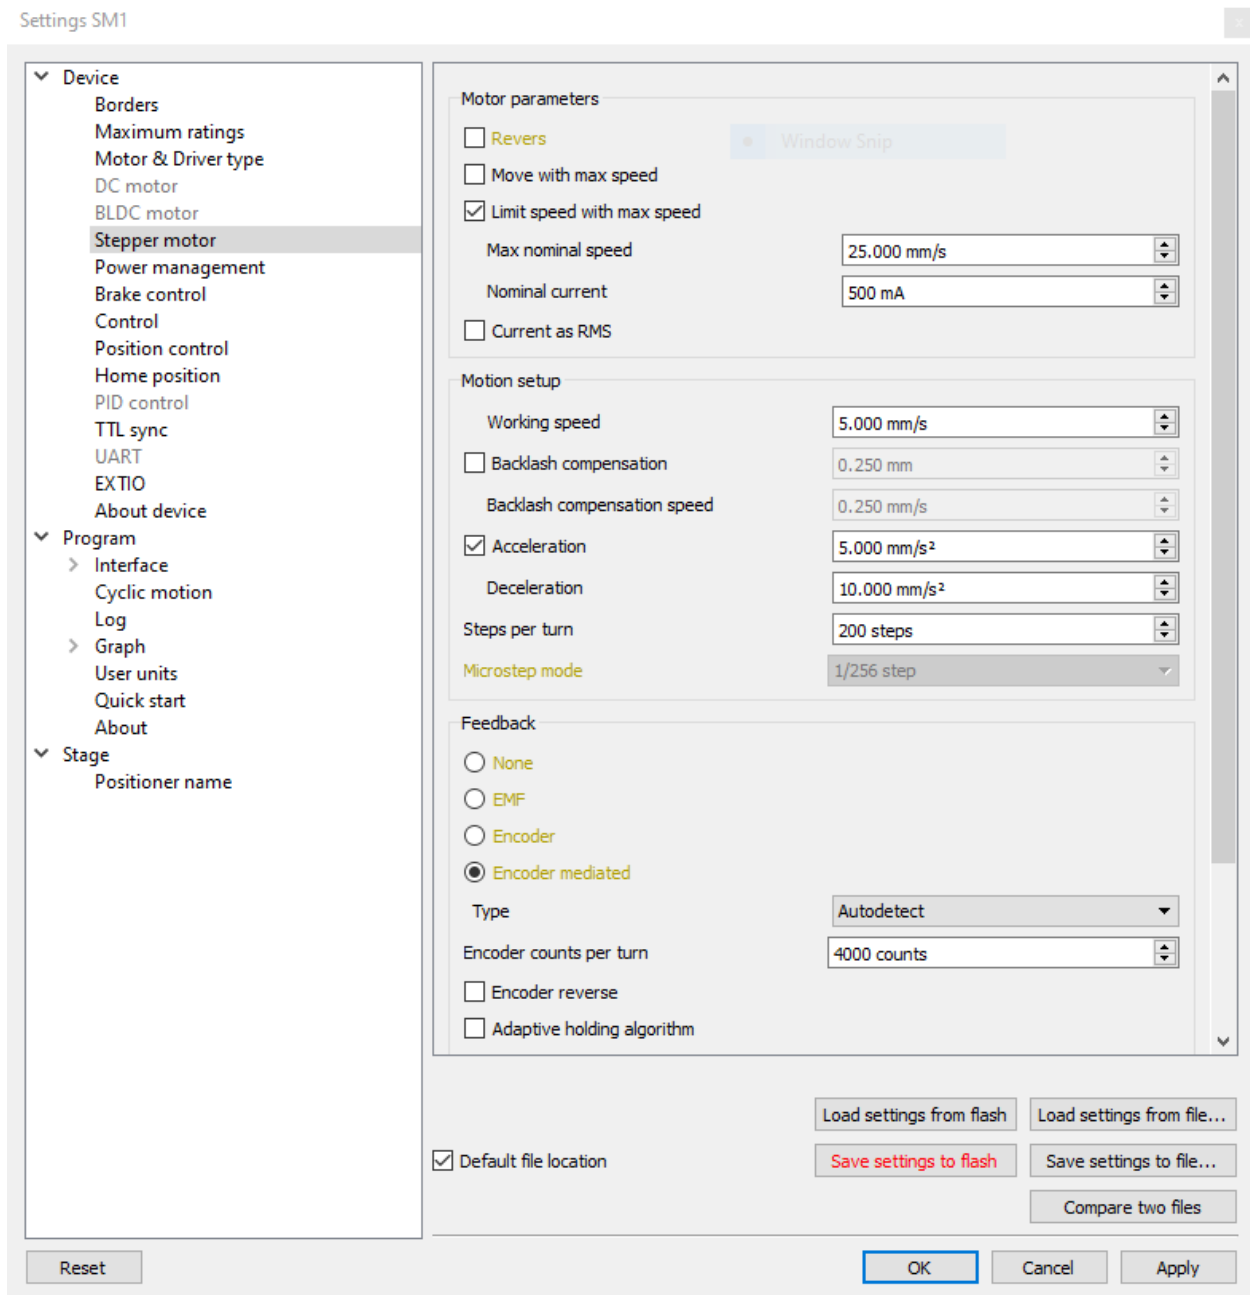 Settings SM1
x
Device
Borders
Maximum ratings
Motor & Driver type
DC motor
BLDC motor
Stepper motor
Power management
Brake control
Control
Position control
Home position
PID control
TTL sync
UART
EXTIO
About device
Program
Interface
Cyclic motion
Log
Graph
User units
Quick start
About
Stage
Positioner name
Motor parameters
Revers
Window Snip
Move with max speed
Limit speed with max speed
Max nominal speed 25.000 mm/s
Nominal current 500 mA
Current as RMS
Motion setup
Working speed 5.000 mm/s
Backlash compensation 0.250 mm
Backlash compensation speed 0.250 mm/s
Acceleration 5.000 mm/s²
Deceleration 10.000 mm/s²
Steps per turn 200 steps
Microstep mode 1/256 step
Feedback
None
EMF
Encoder
Encoder mediated
Type Autodetect
Encoder counts per turn 4000 counts
Encoder reverse
Adaptive holding algorithm
Load settings from flash Load settings from file...
Default file location Save settings to flash Save settings to file...
Compare two files
Reset OK Cancel Apply